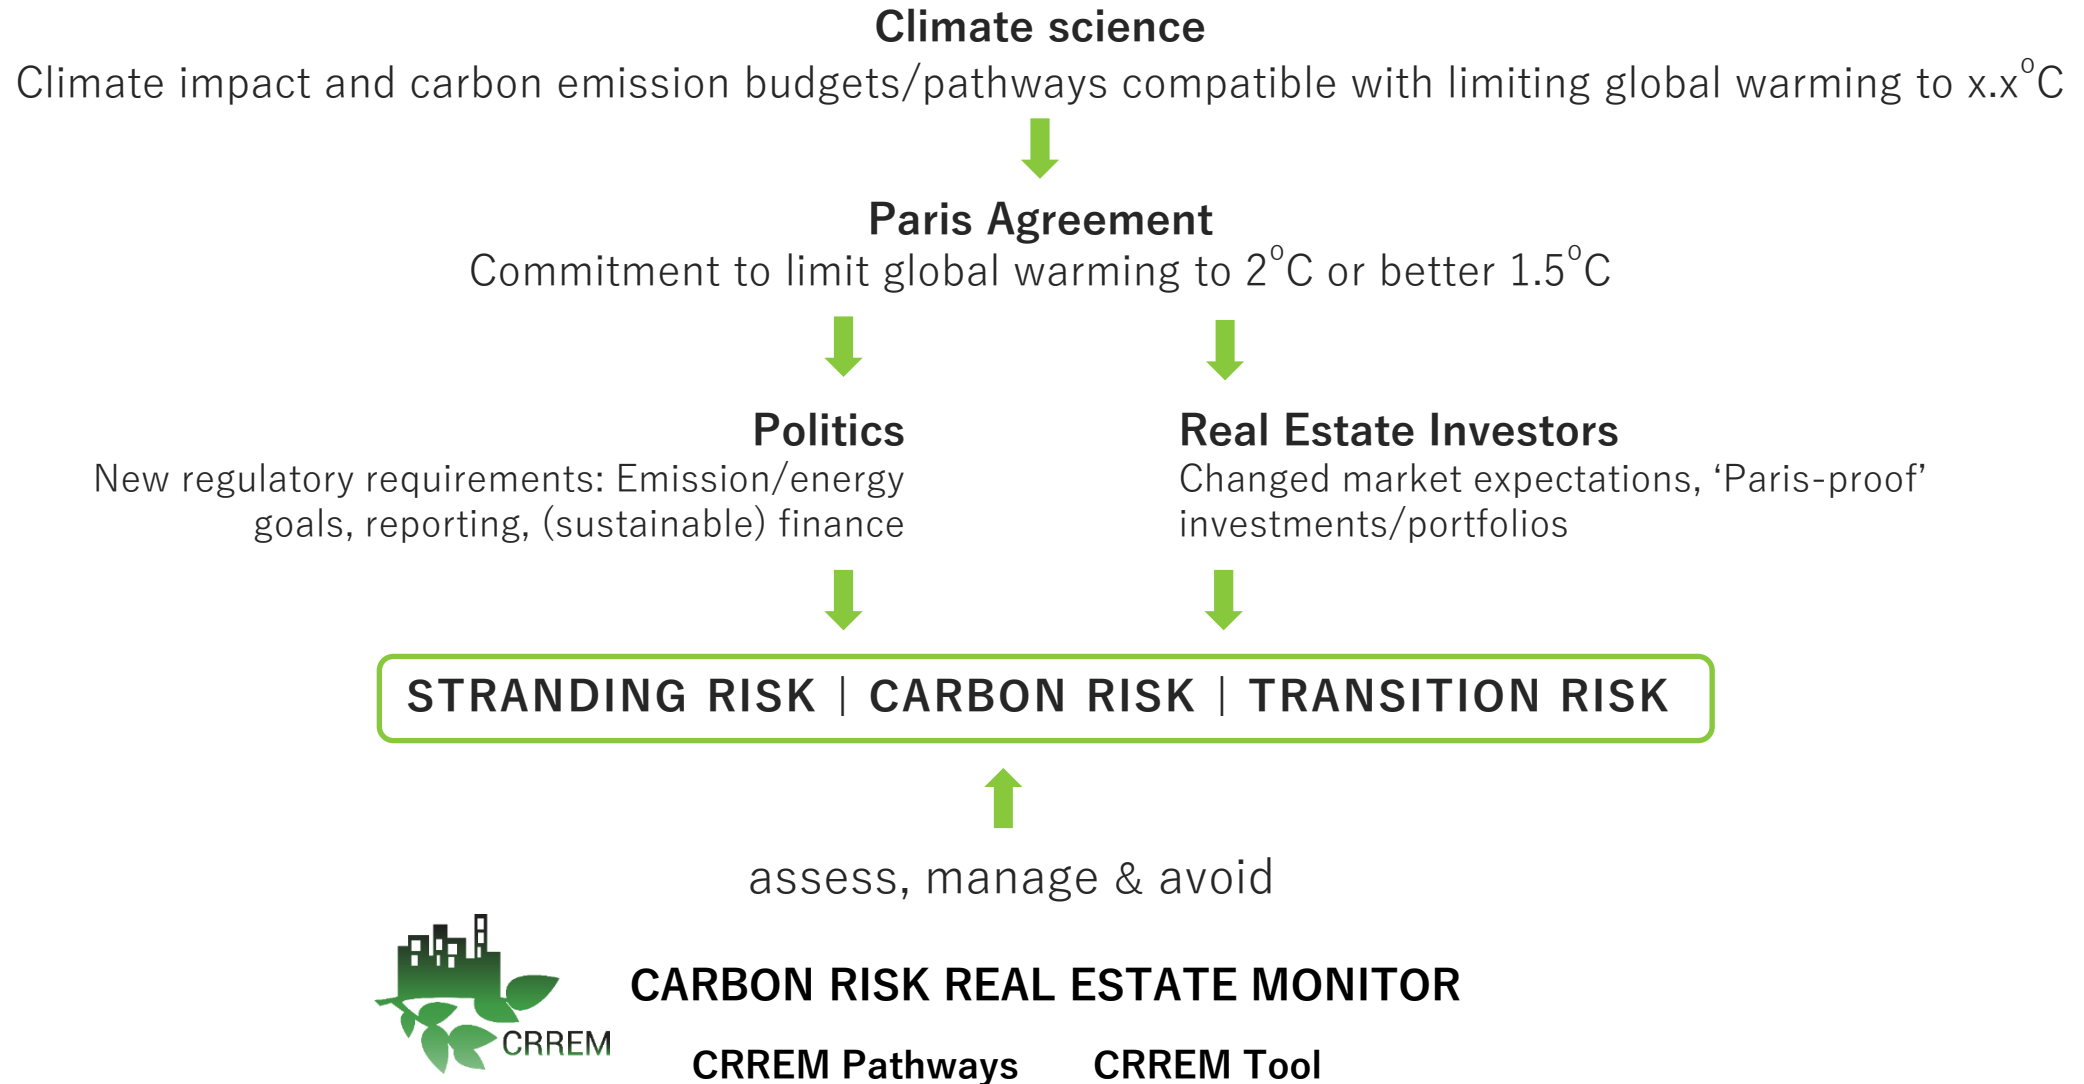 Climate science
Climate impact and carbon emission budgets/pathways compatible with limiting global warming to x.x°C
Paris Agreement
Commitment to limit global warming to 2°C or better 1.5°C
Politics
New regulatory requirements: Emission/energy
goals, reporting, (sustainable) finance
Real Estate Investors
Changed market expectations, ‘Paris-proof’
investments/portfolios
STRANDING RISK | CARBON RISK | TRANSITION RISK
assess, manage & avoid
CRREM
CARBON RISK REAL ESTATE MONITOR
CRREM Pathways CRREM Tool